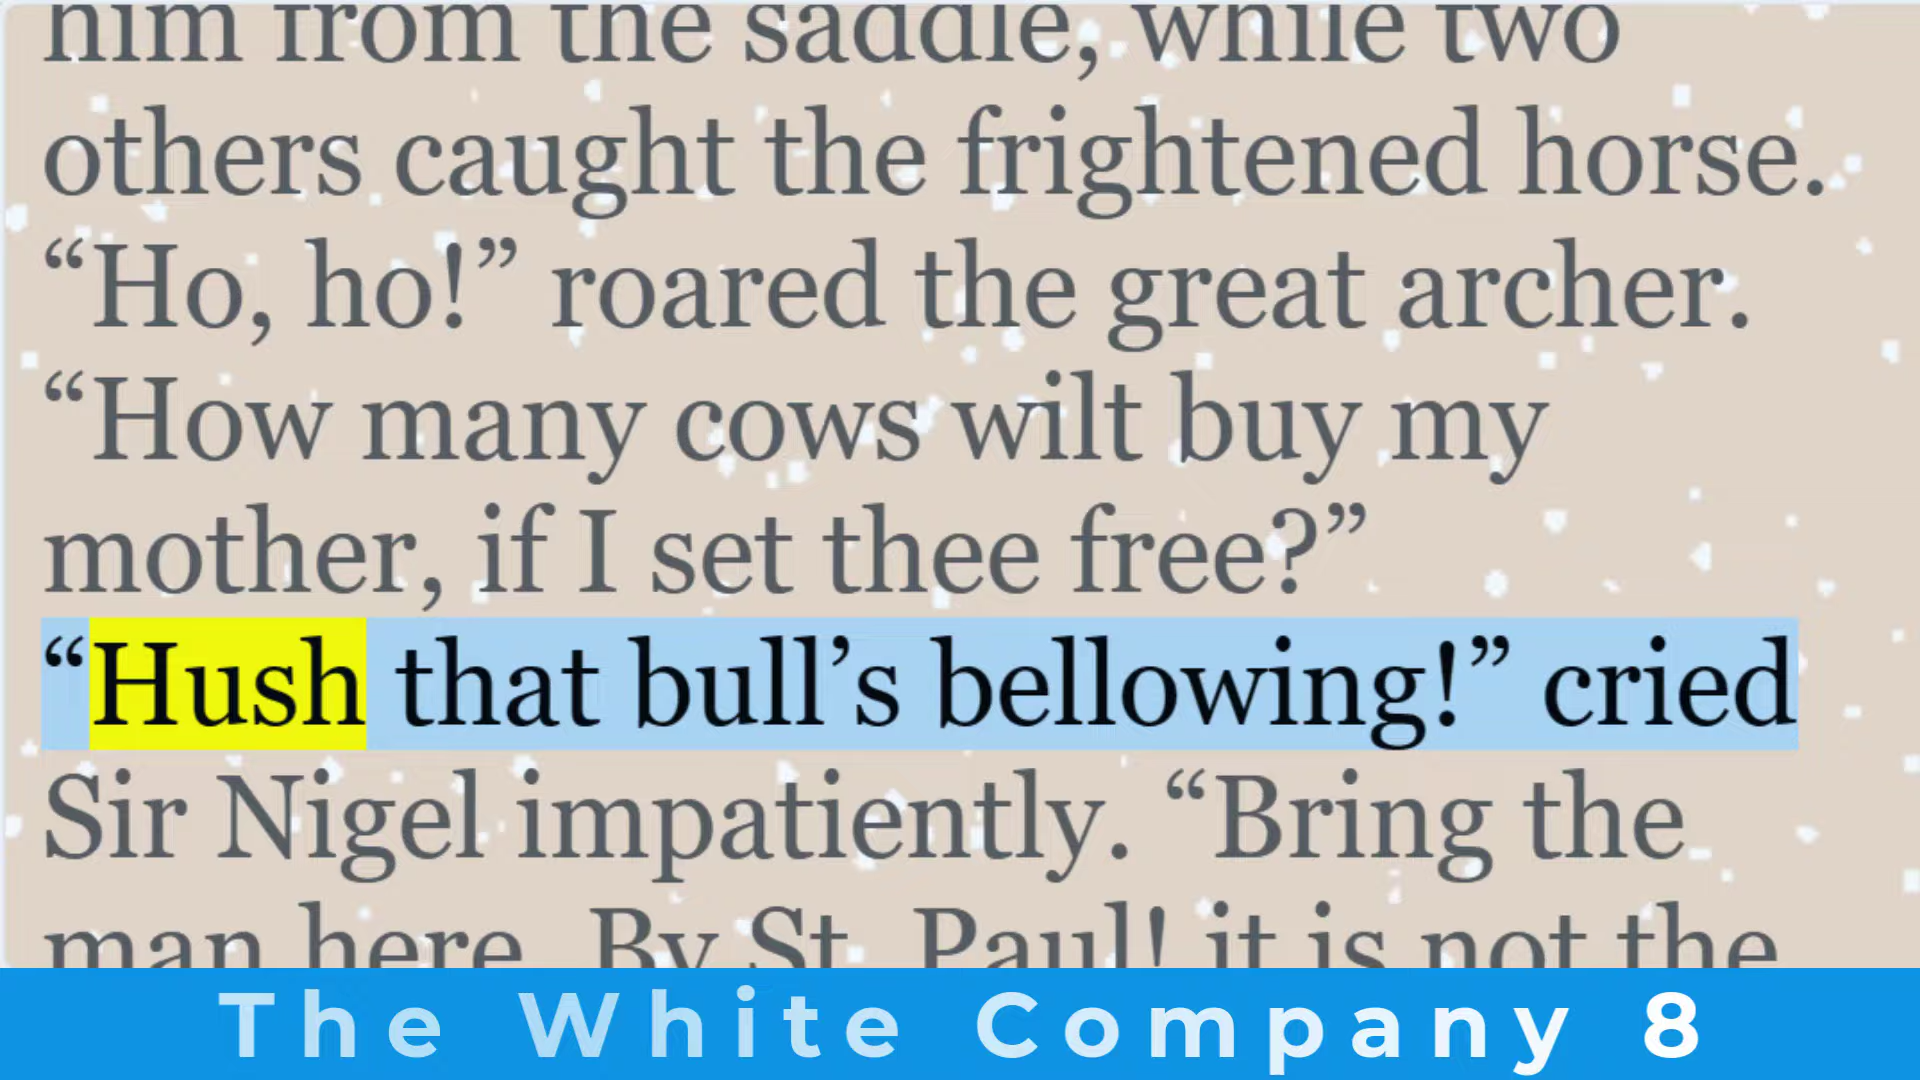 him from the saddle, while two
others caught the frightened horse.
“Ho, ho!” roared the great archer.
“How many cows wilt buy my
mother, if I set thee free?”
“Hush that bull’s bellowing!” cried
Sir Nigel impatiently. “Bring the
man here. By St. Paul! it is not the
The White Company 8